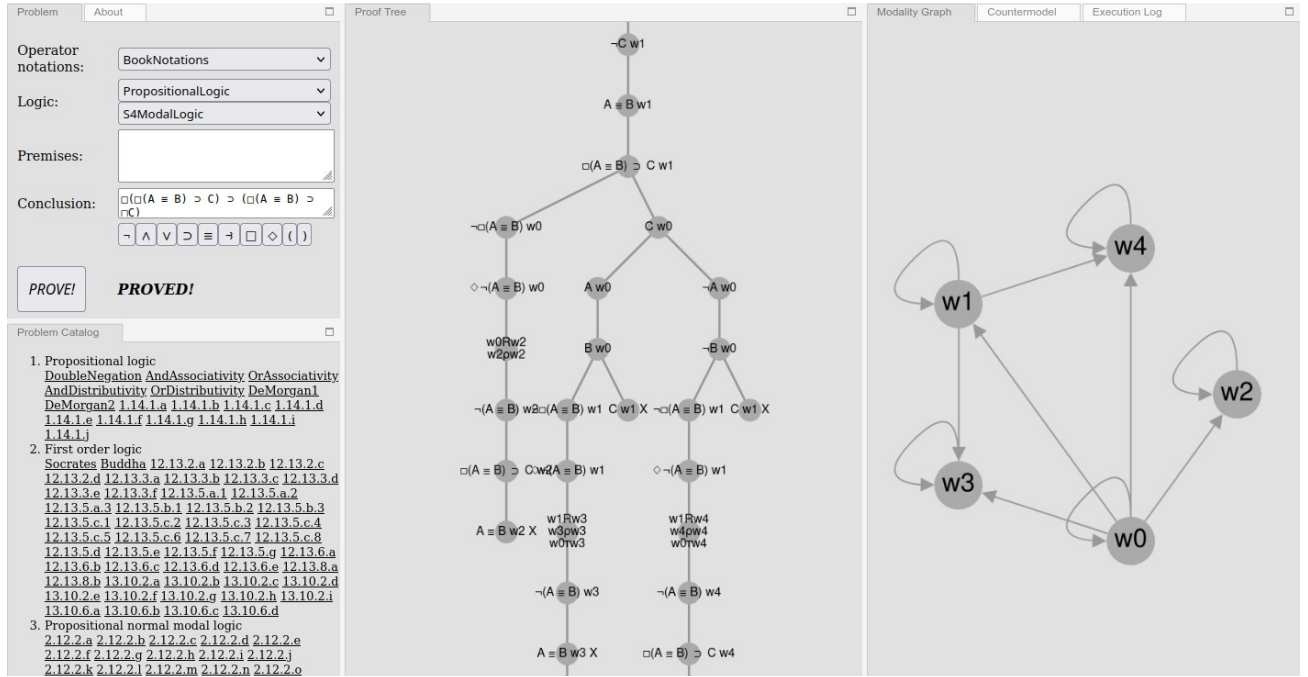 Problem
About
Operator
notations:
BookNotations
Logic:
PropositionalLogic
S4ModalLogic
Premises:
Conclusion:
□(□(A ≡ B) ⊃ C) ⊃ (□(A ≡ B) ⊃
□C)
¬ ∧ ∨ ⊃ ≡ ⥽ □ ◇ ( )
PROVE!
PROVED!
Problem Catalog
1. Propositional logic
DoubleNegation AndAssociativity OrAssociativity
AndDistributivity OrDistributivity DeMorgan1
DeMorgan2 1.14.1.a 1.14.1.b 1.14.1.c 1.14.1.d
1.14.1.e 1.14.1.f 1.14.1.g 1.14.1.h 1.14.1.i
1.14.1.j
2. First order logic
Socrates Buddha 12.13.2.a 12.13.2.b 12.13.2.c
12.13.2.d 12.13.3.a 12.13.3.b 12.13.3.c 12.13.3.d
12.13.3.e 12.13.3.f 12.13.5.a.1 12.13.5.a.2
12.13.5.a.3 12.13.5.b.1 12.13.5.b.2 12.13.5.b.3
12.13.5.c.1 12.13.5.c.2 12.13.5.c.3 12.13.5.c.4
12.13.5.c.5 12.13.5.c.6 12.13.5.c.7 12.13.5.c.8
12.13.5.d 12.13.5.e 12.13.5.f 12.13.5.g 12.13.6.a
12.13.6.b 12.13.6.c 12.13.6.d 12.13.6.e 12.13.8.a
12.13.8.b 13.10.2.a 13.10.2.b 13.10.2.c 13.10.2.d
13.10.2.e 13.10.2.f 13.10.2.g 13.10.2.h 13.10.2.i
13.10.6.a 13.10.6.b 13.10.6.c 13.10.6.d
3. Propositional normal modal logic
2.12.2.a 2.12.2.b 2.12.2.c 2.12.2.d 2.12.2.e
2.12.2.f 2.12.2.g 2.12.2.h 2.12.2.i 2.12.2.j
2.12.2.k 2.12.2.l 2.12.2.m 2.12.2.n 2.12.2.o
Proof Tree
¬C w1
A ≡ B w1
□(A ≡ B) ⊃ C w1
¬□(A ≡ B) w0
C w0
◇¬(A ≡ B) w0
A w0
¬A w0
w0Rw2
w2ρw2
B w0
¬B w0
¬(A ≡ B) w2
¬□(A ≡ B) w1
C w1 X
¬□(A ≡ B) w1
C w1 X
□(A ≡ B) ⊃ C w2
◇¬(A ≡ B) w1
◇¬(A ≡ B) w1
A ≡ B w2 X
w1Rw3
w3ρw3
w0τw3
w1Rw4
w4ρw4
w0τw4
¬(A ≡ B) w3
¬(A ≡ B) w4
A ≡ B w3 X
□(A ≡ B) ⊃ C w4
Modality Graph
Countermodel
Execution Log
w4
w1
w2
w3
w0